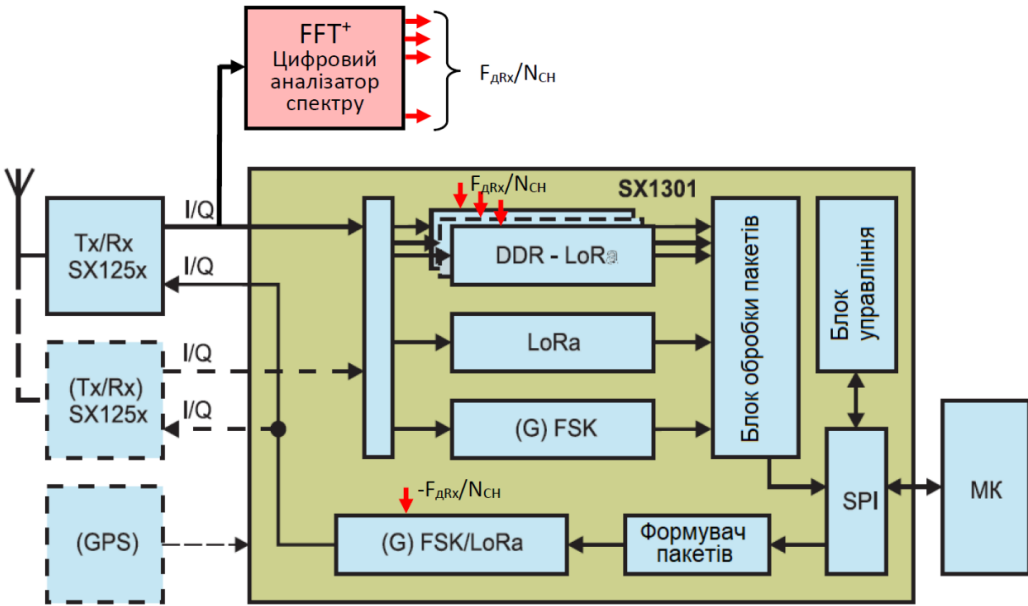 FFT⁺
Цифровий
аналізатор
спектру
FдRx/NCH
SX1301
FдRx/NCH
I/Q
Tx/Rx
SX125x
I/Q
DDR - LoRa
Блок обробки пакетів
Блок
управління
LoRa
I/Q
(Tx/Rx)
SX125x
I/Q
(G) FSK
-FдRx/NCH
SPI
МК
(GPS)
(G) FSK/LoRa
Формувач
пакетів